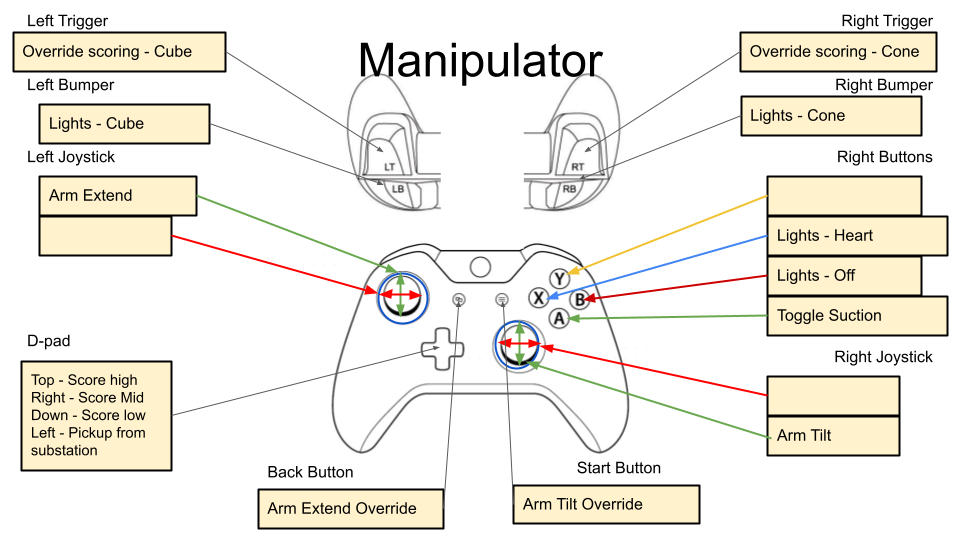 Manipulator
Left Trigger
Override scoring - Cube
Left Bumper
Lights - Cube
Left Joystick
Arm Extend
D-pad
Top - Score high
Right - Score Mid
Down - Score low
Left - Pickup from
substation
Back Button
Arm Extend Override
Start Button
Arm Tilt Override
Right Trigger
Override scoring - Cone
Right Bumper
Lights - Cone
Right Buttons
Lights - Heart
Lights - Off
Toggle Suction
Right Joystick
Arm Tilt
LT
LB
RT
RB
Y
X
B
A